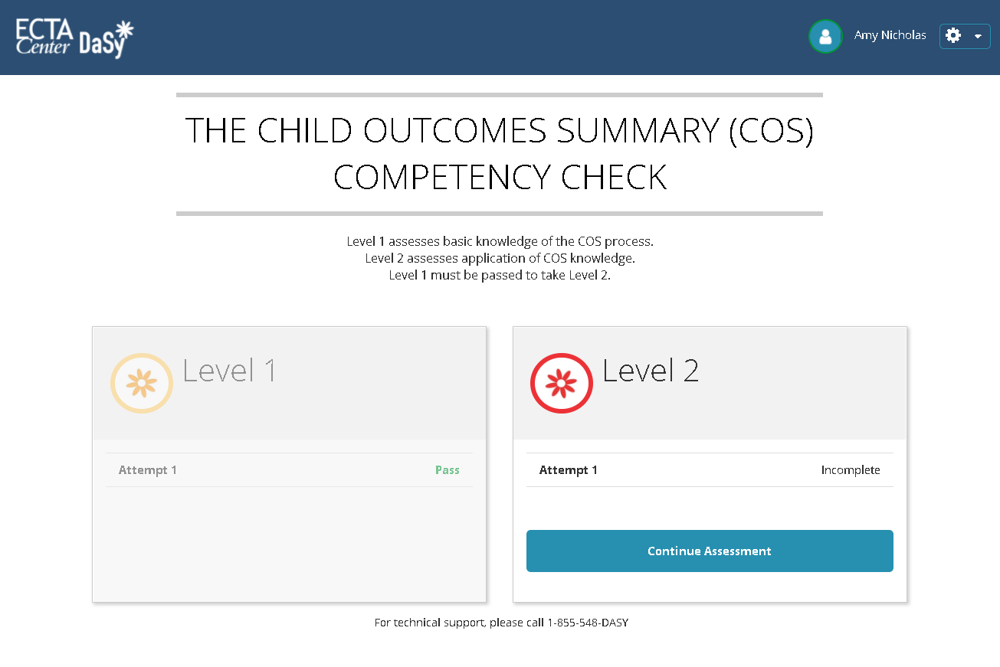 ECTA
Center DaSy
Amy Nicholas
THE CHILD OUTCOMES SUMMARY (COS)
COMPETENCY CHECK
Level 1 assesses basic knowledge of the COS process.
Level 2 assesses application of COS knowledge.
Level 1 must be passed to take Level 2.
Level 1
Attempt 1 Pass
Level 2
Attempt 1 Incomplete
Continue Assessment
For technical support, please call 1-855-548-DASY